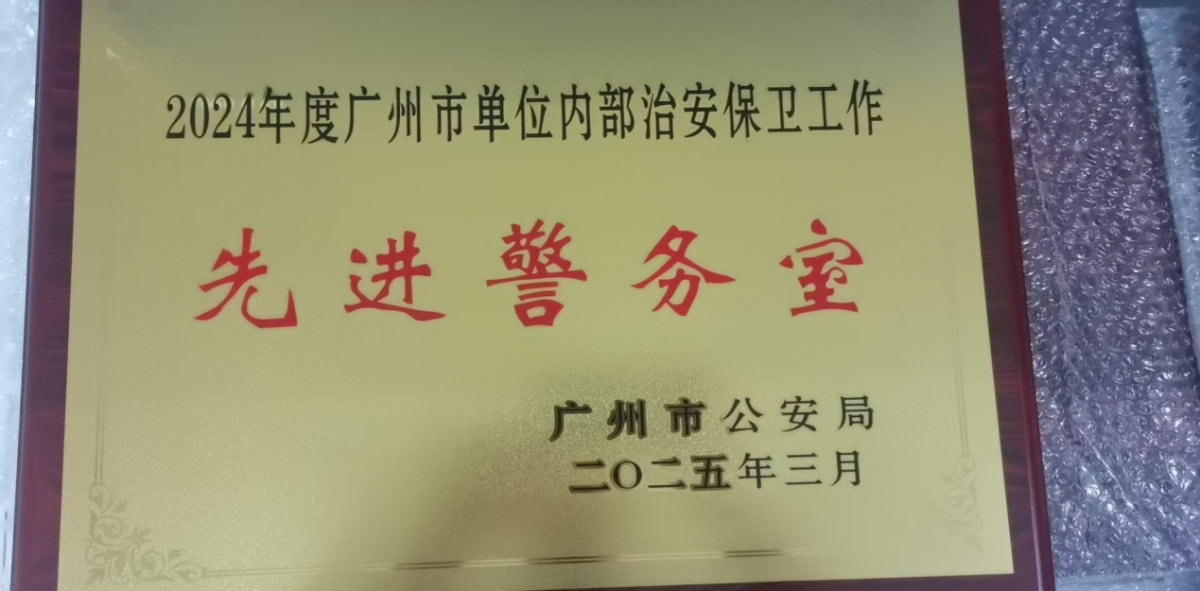 2024年度广州市单位内部治安保卫工作
先进警务室
广州市公安局
二〇二五年三月